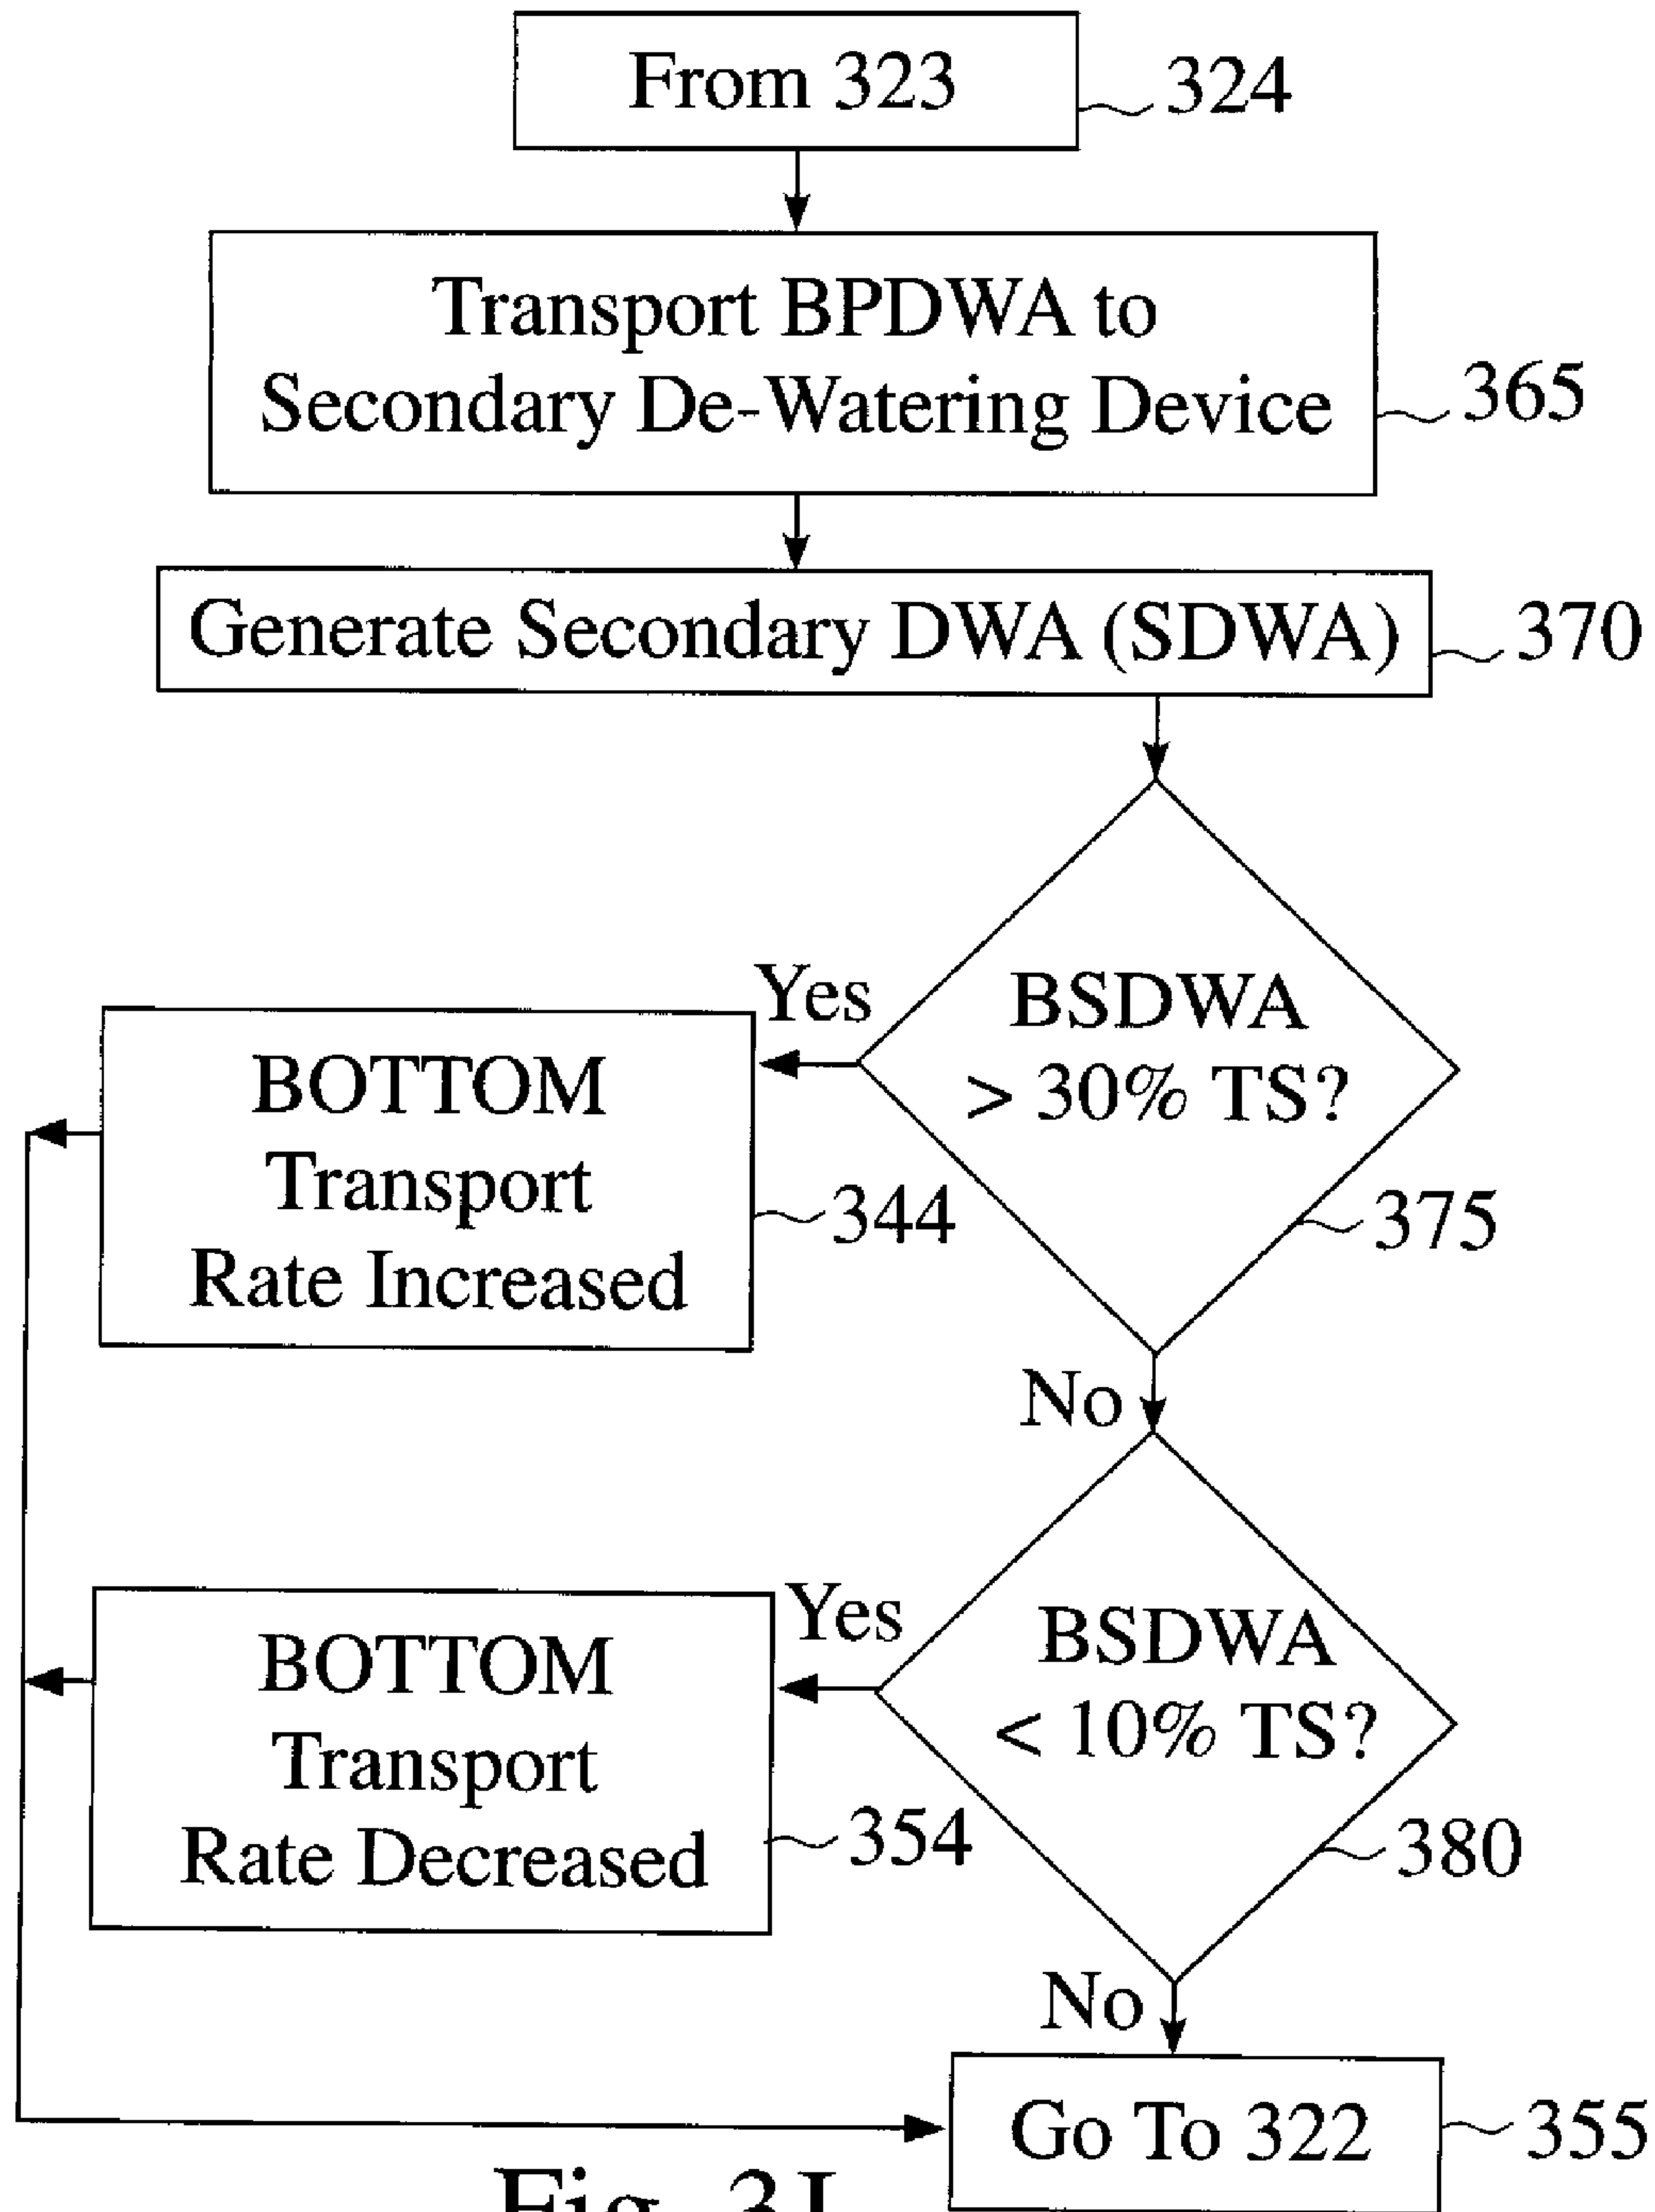 From 323
324
Transport BPDWA to
Secondary De-Watering Device
365
Generate Secondary DWA (SDWA)
370
BSDWA
> 30% TS?
375
Yes
BOTTOM
Transport
Rate Increased
344
No
BSDWA
< 10% TS?
380
Yes
BOTTOM
Transport
Rate Decreased
354
No
Go To 322
355
Fig.